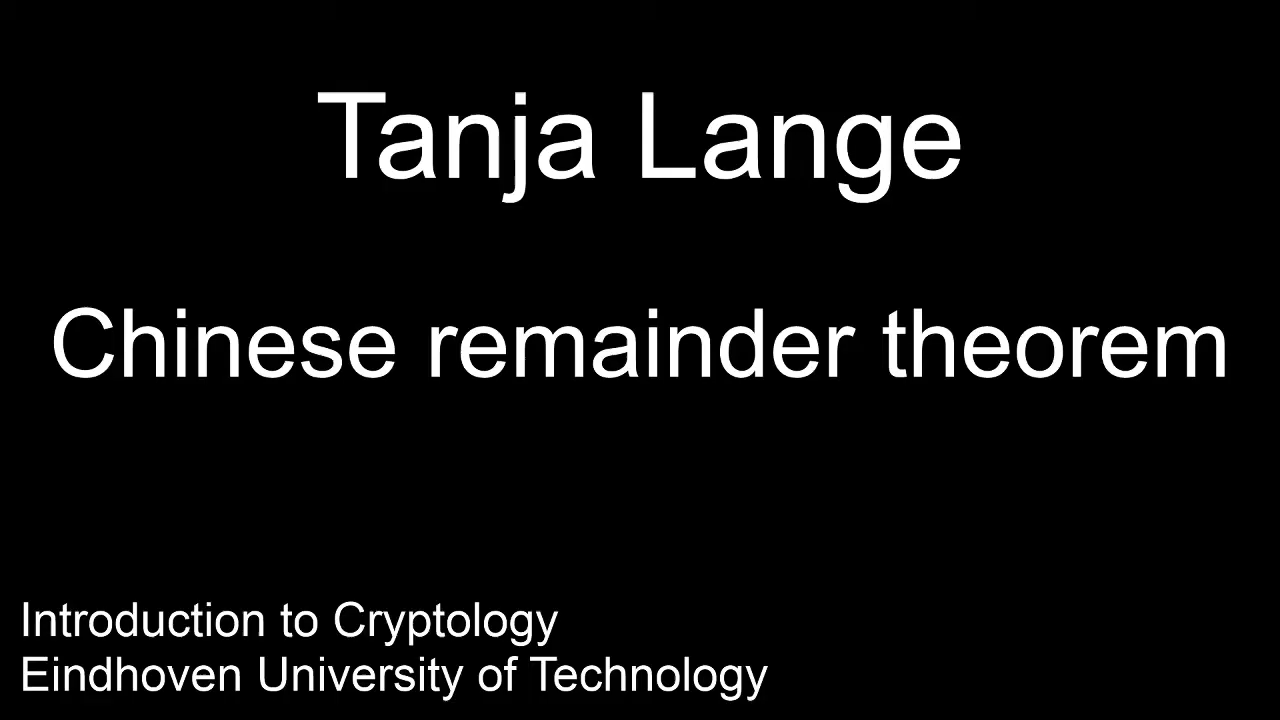 Tanja Lange
Chinese remainder theorem
Introduction to Cryptology
Eindhoven University of Technology